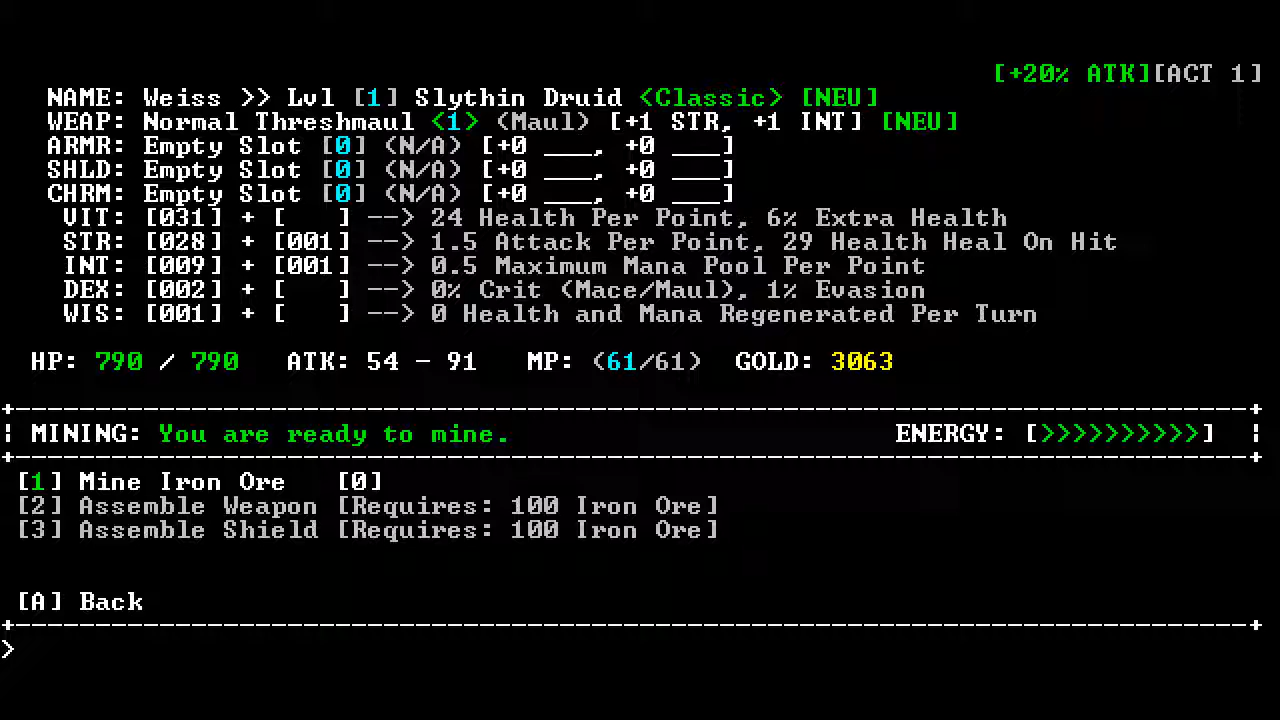 [+20% ATK][ACT 1]
NAME: Weiss >> Lvl [1] Slythin Druid <Classic> [NEU]
WEAP: Normal Threshmaul <1> (Maul) [+1 STR, +1 INT] [NEU]
ARMR: Empty Slot [0] (N/A) [+0 ___, +0 ___]
SHLD: Empty Slot [0] (N/A) [+0 ___, +0 ___]
CHRM: Empty Slot [0] (N/A) [+0 ___, +0 ___]
VIT: [031] + [   ] --> 24 Health Per Point, 6% Extra Health
STR: [028] + [001] --> 1.5 Attack Per Point, 29 Health Heal On Hit
INT: [009] + [001] --> 0.5 Maximum Mana Pool Per Point
DEX: [002] + [   ] --> 0% Crit (Mace/Maul), 1% Evasion
WIS: [001] + [   ] --> 0 Health and Mana Regenerated Per Turn
HP: 790 / 790   ATK: 54 - 91   MP: (61/61)  GOLD: 3063
MINING: You are ready to mine.   ENERGY: [>>>>>>>>>>]
[1] Mine Iron Ore   [0]
[2] Assemble Weapon [Requires: 100 Iron Ore]
[3] Assemble Shield [Requires: 100 Iron Ore]
[A] Back
>